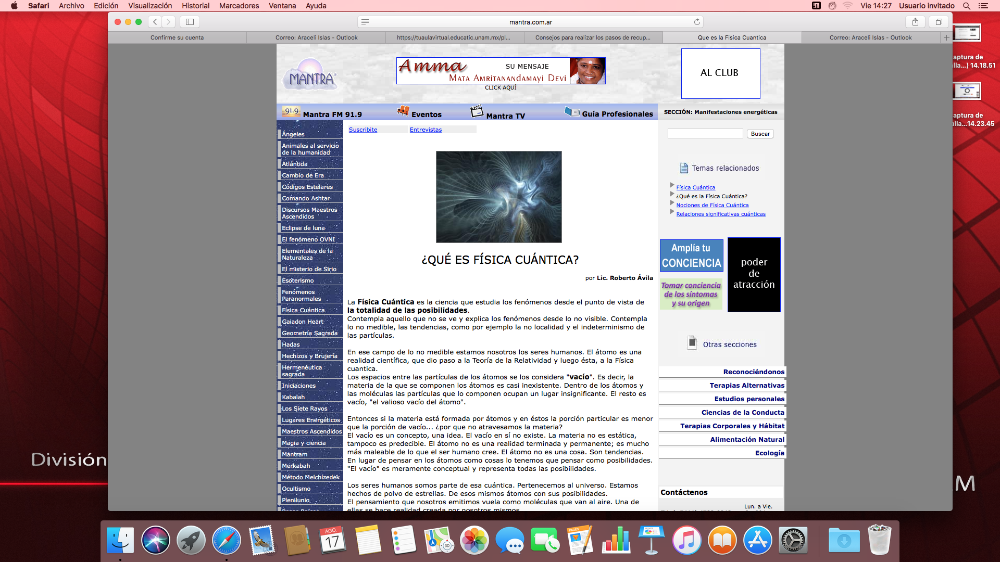 Safari Archivo Edición Visualización Historial Marcadores Ventana Ayuda
Vie 14:27 Usuario invitado
mantra.com.ar
Confirme su cuenta
Correo: Araceli Islas - Outlook
https://tuaulavirtual.educatic.unam.mx/pl...
Consejos para realizar los pasos de recup...
Que es la Fisica Cuantica
Correo: Araceli Islas - Outlook
MANTRA
Amma
SU MENSAJE
MATA AMRITANANDAMAYI DEVI
CLICK AQUÍ
AL CLUB
91.9 Mantra FM 91.9
Eventos
Mantra TV
Guía Profesionales
SECCIÓN: Manifestaciones energéticas
Suscribite
Entrevistas
Ángeles
Animales al servicio
de la humanidad
Atlántida
Cambio de Era
Códigos Estelares
Comando Ashtar
Discursos Maestros
Ascendidos
Eclipse de luna
El fenómeno OVNI
Elementales de la
Naturaleza
El misterio de Sirio
Esoterismo
Fenómenos
Paranormales
Física Cuántica
Gaiadon Heart
Geometría Sagrada
Hadas
Hechizos y Brujería
Hermenéutica
sagrada
Iniciaciones
Kabalah
Los Siete Rayos
Lugares Energéticos
Maestros Ascendidos
Magia y ciencia
Mantram
Merkabah
Método Melchizedek
Ocultismo
Plenilunio
¿QUÉ ES FÍSICA CUÁNTICA?
por Lic. Roberto Ávila
La Física Cuántica es la ciencia que estudia los fenómenos desde el punto de vista de
la totalidad de las posibilidades.
Contempla aquello que no se ve y explica los fenómenos desde lo no visible. Contempla
lo no medible, las tendencias, como por ejemplo la no localidad y el indeterminismo de
las partículas.
En ese campo de lo no medible estamos nosotros los seres humanos. El átomo es una
realidad científica, que dio paso a la Teoría de la Relatividad y luego ésta, a la Física
cuantica.
Los espacios entre las partículas de los átomos se los considera "vacío". Es decir, la
materia de la que se componen los átomos es casi inexistente. Dentro de los átomos y
las moléculas las partículas que lo componen ocupan un lugar insignificante. El resto es
vacío, "el valioso vacío del átomo".
Entonces si la materia está formada por átomos y en éstos la porción particular es menor
que la porción de vacío... ¿por que no atravesamos la materia?
El vacío es un concepto, una idea. El vacío en sí no existe. La materia no es estática,
tampoco es predecible. El átomo no es una realidad terminada y permanente; es mucho
más maleable de lo que el ser humano cree. El átomo no es una cosa. Son tendencias.
En lugar de pensar en los átomos como cosas lo tenemos que pensar como posibilidades.
"El vacío" es meramente conceptual y representa todas las posibilidades.
Los seres humanos somos parte de esa cuántica. Pertenecemos al universo. Estamos
hechos de polvo de estrellas. De esos mismos átomos con sus posibilidades.
El pensamiento que nosotros emitimos vuela como moléculas que van al aire. Una de
ellas se hace realidad creada por nosotros mismos.
Buscar
Temas relacionados
Física Cuántica
¿Qué es la Física Cuántica?
Nociones de Física Cuántica
Relaciones significativas cuánticas
Amplía tu
CONCIENCIA
Tomar conciencia
de los síntomas
y su origen
poder
de
atracción
Otras secciones
Reconociéndonos
Terapias Alternativas
Estudios personales
Ciencias de la Conducta
Terapias Corporales y Hábitat
Alimentación Natural
Ecología
Contáctenos
Lun. a Vie.
aptura de
lla...) 14.18.51
aptura de
lla...14.23.45
División
M
AGO.
17
PAGES
3D